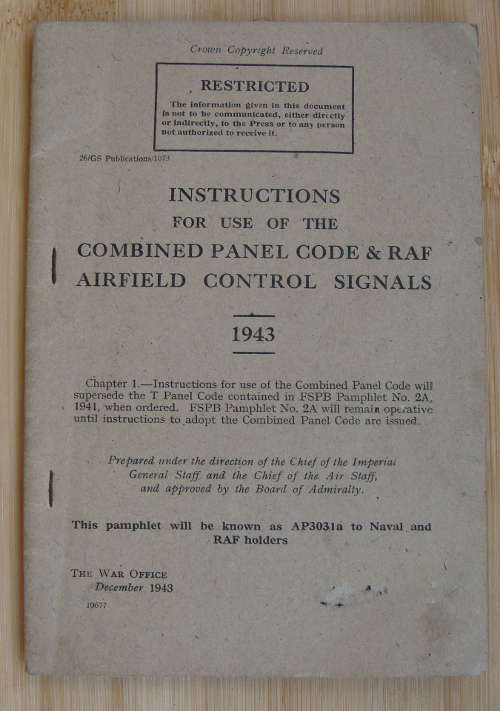 Crown Copyright Reserved
RESTRICTED
The information given in this document
is not to be communicated, either directly
or indirectly, to the Press or to any person
not authorized to receive it.
26/GS Publications/1073
INSTRUCTIONS
FOR USE OF THE
COMBINED PANEL CODE & RAF
AIRFIELD CONTROL SIGNALS
1943
Chapter 1.—Instructions for use of the Combined Panel Code will
supersede the T Panel Code contained in FSPB Pamphlet No. 2A,
1941, when ordered. FSPB Pamphlet No. 2A will remain operative
until instructions to adopt the Combined Panel Code are issued.
Prepared under the direction of the Chief of the Imperial
General Staff and the Chief of the Air Staff,
and approved by the Board of Admiralty.
This pamphlet will be known as AP3031a to Naval and
RAF holders
THE WAR OFFICE
December 1943
19677